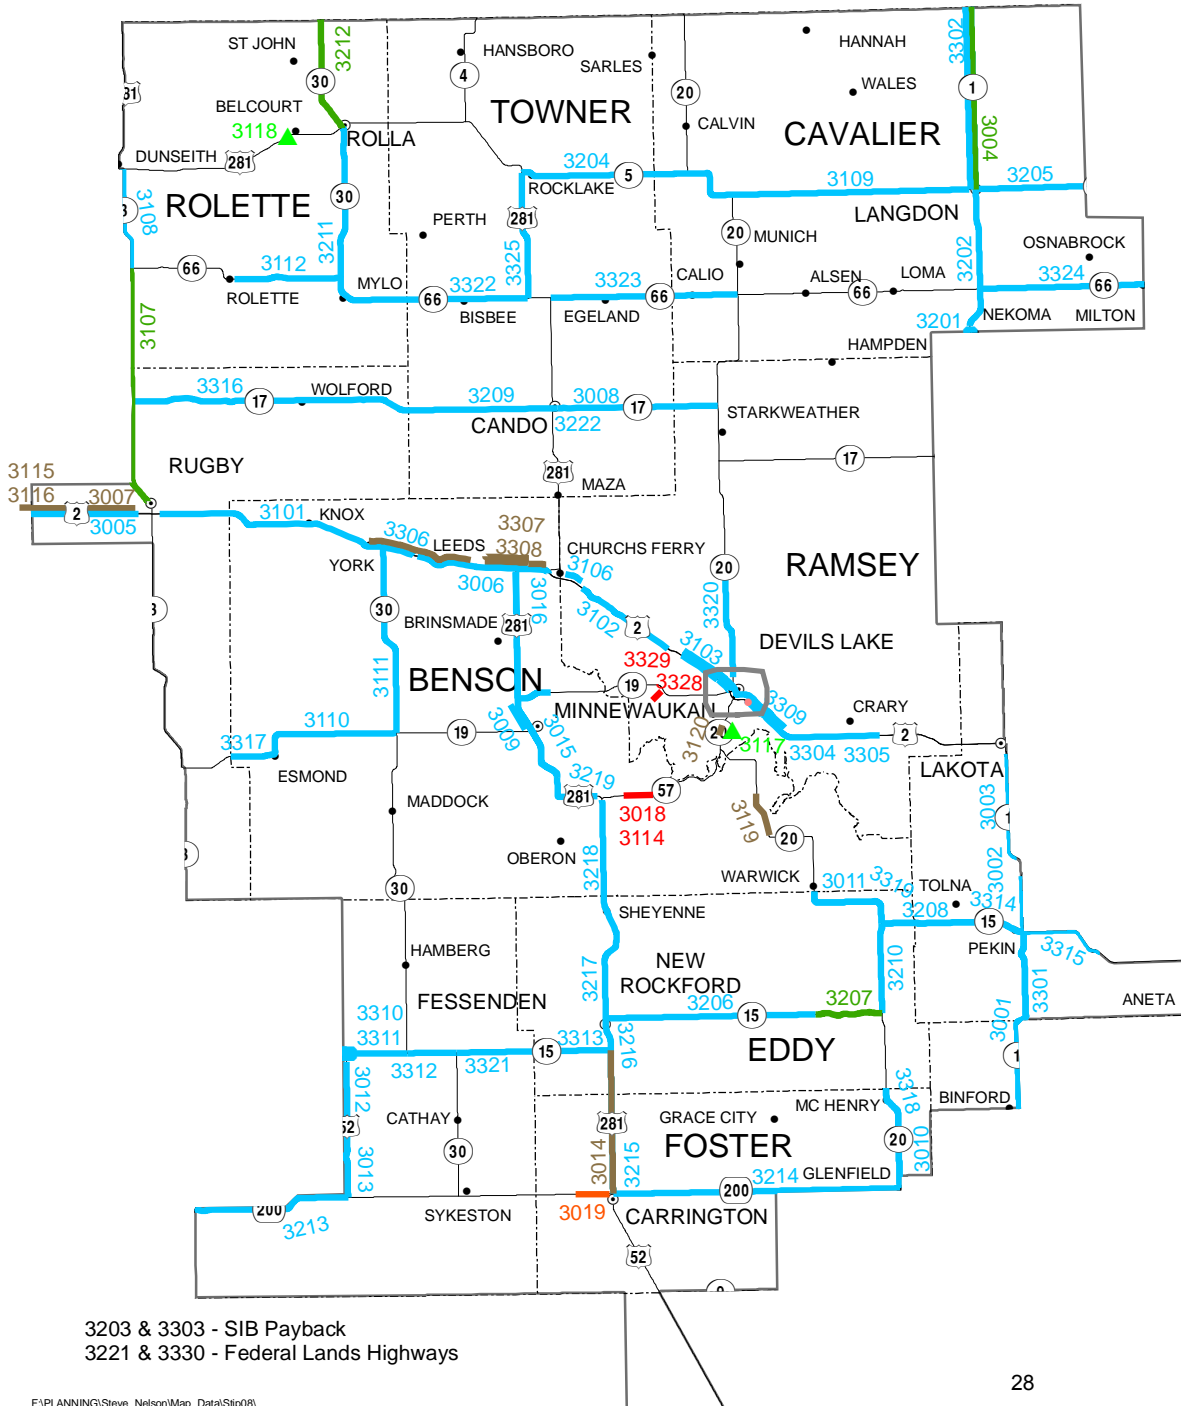 3302
HANNAH
ST JOHN
3212
HANSBORO
SARLES
30
4
20
1
WALES
BELCOURT
TOWNER
CALVIN
CAVALIER
3118
ROLLA
3004
DUNSEITH
281
3204
5
3109
3205
ROCKLAKE
3108
30
ROLETTE
PERTH
281
20
LANGDON
3211
MUNICH
3202
OSNABROCK
66
3112
3325
CALIO
ALSEN
LOMA
3324
ROLETTE
MYLO
66
3322
3323
66
66
66
BISBEE
EGELAND
3201
NEKOMA
MILTON
3107
HAMPDEN
3316
WOLFORD
3209
3008
17
17
CANDO
3222
STARKWEATHER
RUGBY
281
17
3115
MAZA
3116
3007
2
3005
3101
KNOX
3306
LEEDS
3307
3308
CHURCHS FERRY
RAMSEY
YORK
3006
3016
3106
20
30
BRINSMADE
281
3102
2
3320
3103
DEVILS LAKE
3111
BENSON
3329
3328
19
MINNEWAUKAN
3309
CRARY
3110
19
3009
3015
3120
3117
2
3317
3304
3305
ESMOND
3219
LAKOTA
281
57
MADDOCK
3018
3114
3119
3003
20
OBERON
3218
WARWICK
3011
3319
TOLNA
3002
30
SHEYENNE
3208
3314
15
HAMBERG
PEKIN
3315
3217
NEW
ROCKFORD
3210
3301
FESSENDEN
3206
3207
ANETA
3310
15
3001
3311
15
3313
3216
EDDY
3312
3321
3012
3318
CATHAY
281
GRACE CITY
MC HENRY
BINFORD
52
30
FOSTER
20
3010
3013
3014
3215
3214
GLENFIELD
200
200
3213
SYKESTON
3019
CARRINGTON
52
3203 & 3303 - SIB Payback
3221 & 3330 - Federal Lands Highways
28
F:\PLANNING\Steve_Nelson\Map_Data\Stip08\